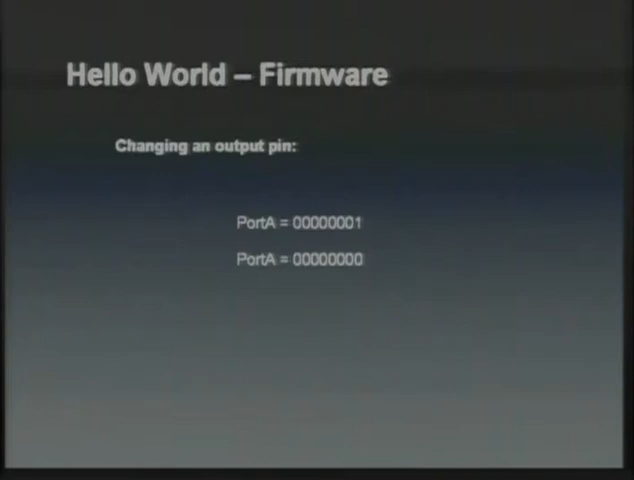 Hello World – Firmware
Changing an output pin:
PortA = 00000001
PortA = 00000000